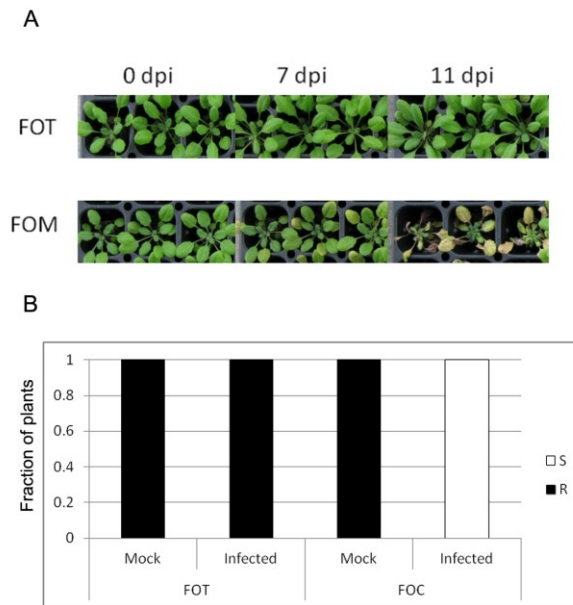 A
0 dpi 7 dpi 11 dpi
FOT
FOM
B
Fraction of plants
1
0.8
0.6
0.4
0.2
0
Mock Infected Mock Infected
FOT FOC
S
R